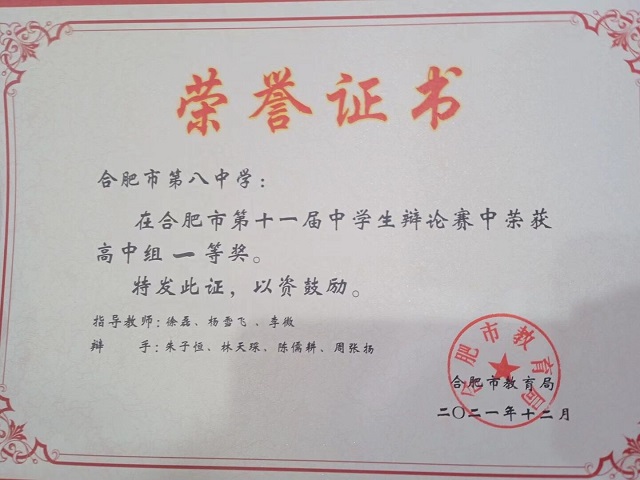 荣誉证书
合肥市第八中学：
在合肥市第十一届中学生辩论赛中荣获
高中组一等奖。
特发此证，以资鼓励。
指导教师：徐磊、杨雪飞、李微
辩　手：朱子恒、林天琛、陈儒耕、周张扬
合肥市教育局
合肥市教育局
二〇二一年十二月